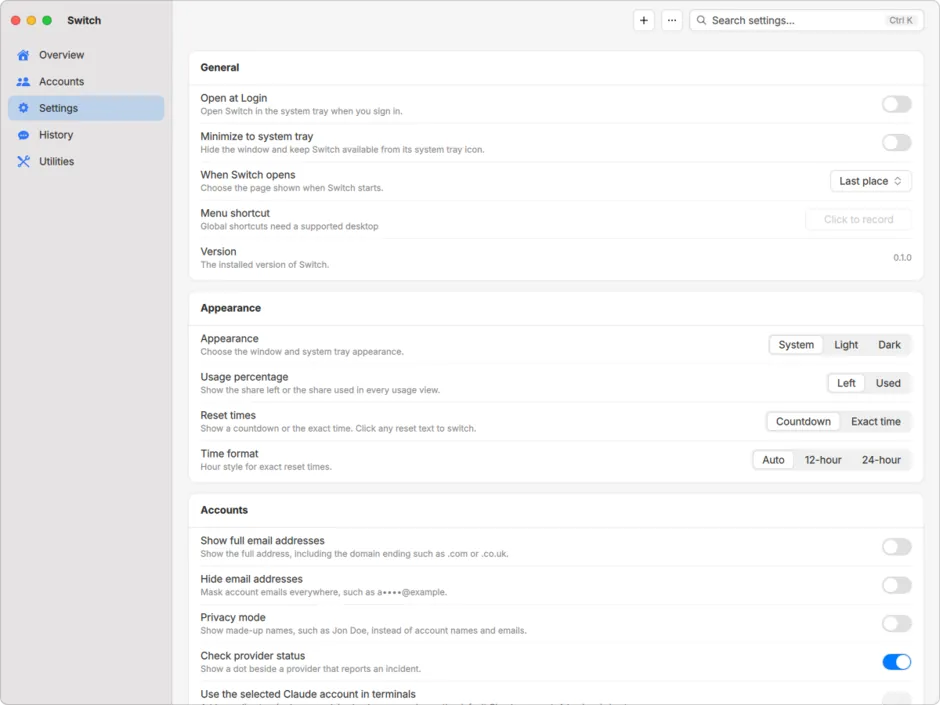 Switch
+
...
Search settings...
Ctrl K
Overview
Accounts
Settings
History
Utilities
General
Open at Login
Open Switch in the system tray when you sign in.
Minimize to system tray
Hide the window and keep Switch available from its system tray icon.
When Switch opens
Choose the page shown when Switch starts.
Last place
Menu shortcut
Global shortcuts need a supported desktop
Click to record
Version
The installed version of Switch.
0.1.0
Appearance
Appearance
Choose the window and system tray appearance.
System Light Dark
Usage percentage
Show the share left or the share used in every usage view.
Left Used
Reset times
Show a countdown or the exact time. Click any reset text to switch.
Countdown Exact time
Time format
Hour style for exact reset times.
Auto 12-hour 24-hour
Accounts
Show full email addresses
Show the full address, including the domain ending such as .com or .co.uk.
Hide email addresses
Mask account emails everywhere, such as a••••@example.
Privacy mode
Show made-up names, such as Jon Doe, instead of account names and emails.
Check provider status
Show a dot beside a provider that reports an incident.
Use the selected Claude account in terminals